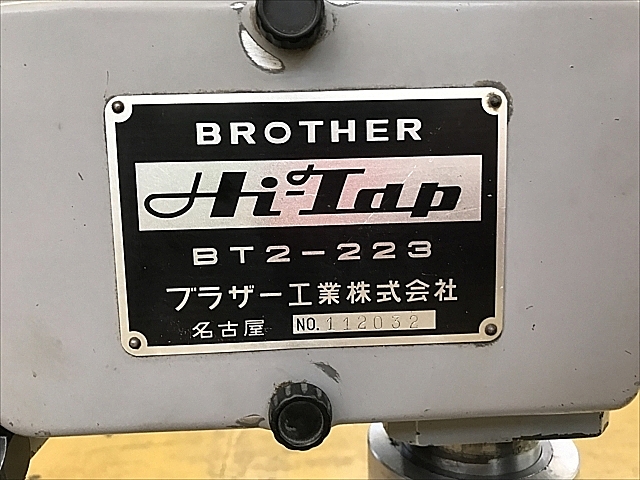 BROTHER
Hi-Tap
BT2-223
ブラザー工業株式会社
名古屋 NO. 112032